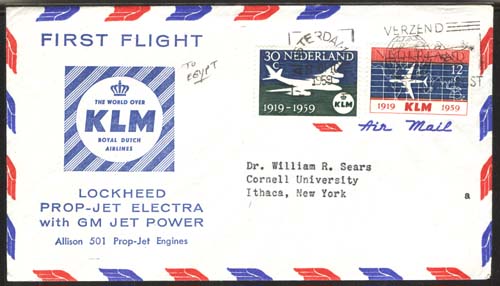 FIRST FLIGHT
TO
EGYPT
THE WORLD OVER
KLM
ROYAL DUTCH
AIRLINES
LOCKHEED
PROP-JET ELECTRA
with GM JET POWER
Allison 501 Prop-Jet Engines
30 NEDERLAND
C
1919-1959
KLM
1959
VERZEND
12
1919 KLM 1959
ST
Air Mail
Dr. William R. Sears
Cornell University
Ithaca, New York
a